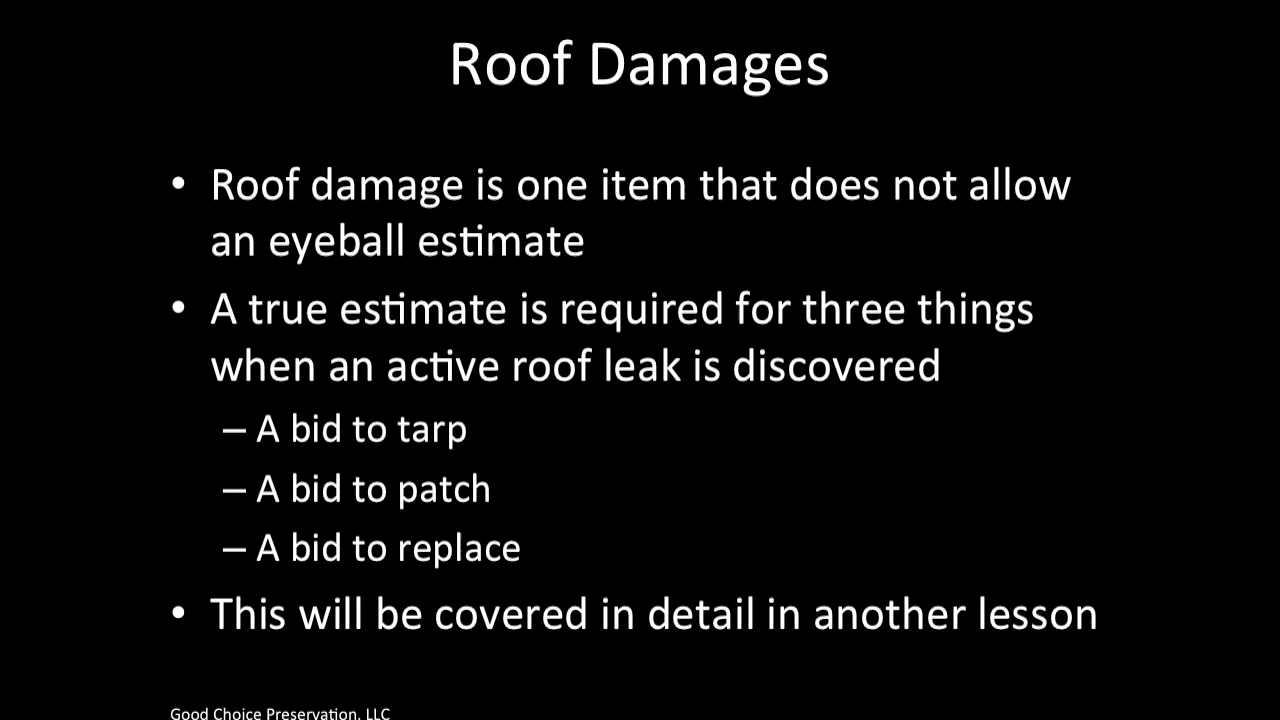 Roof Damages
• Roof damage is one item that does not allow
an eyeball estimate
• A true estimate is required for three things
when an active roof leak is discovered
– A bid to tarp
– A bid to patch
– A bid to replace
• This will be covered in detail in another lesson
Good Choice Preservation, LLC